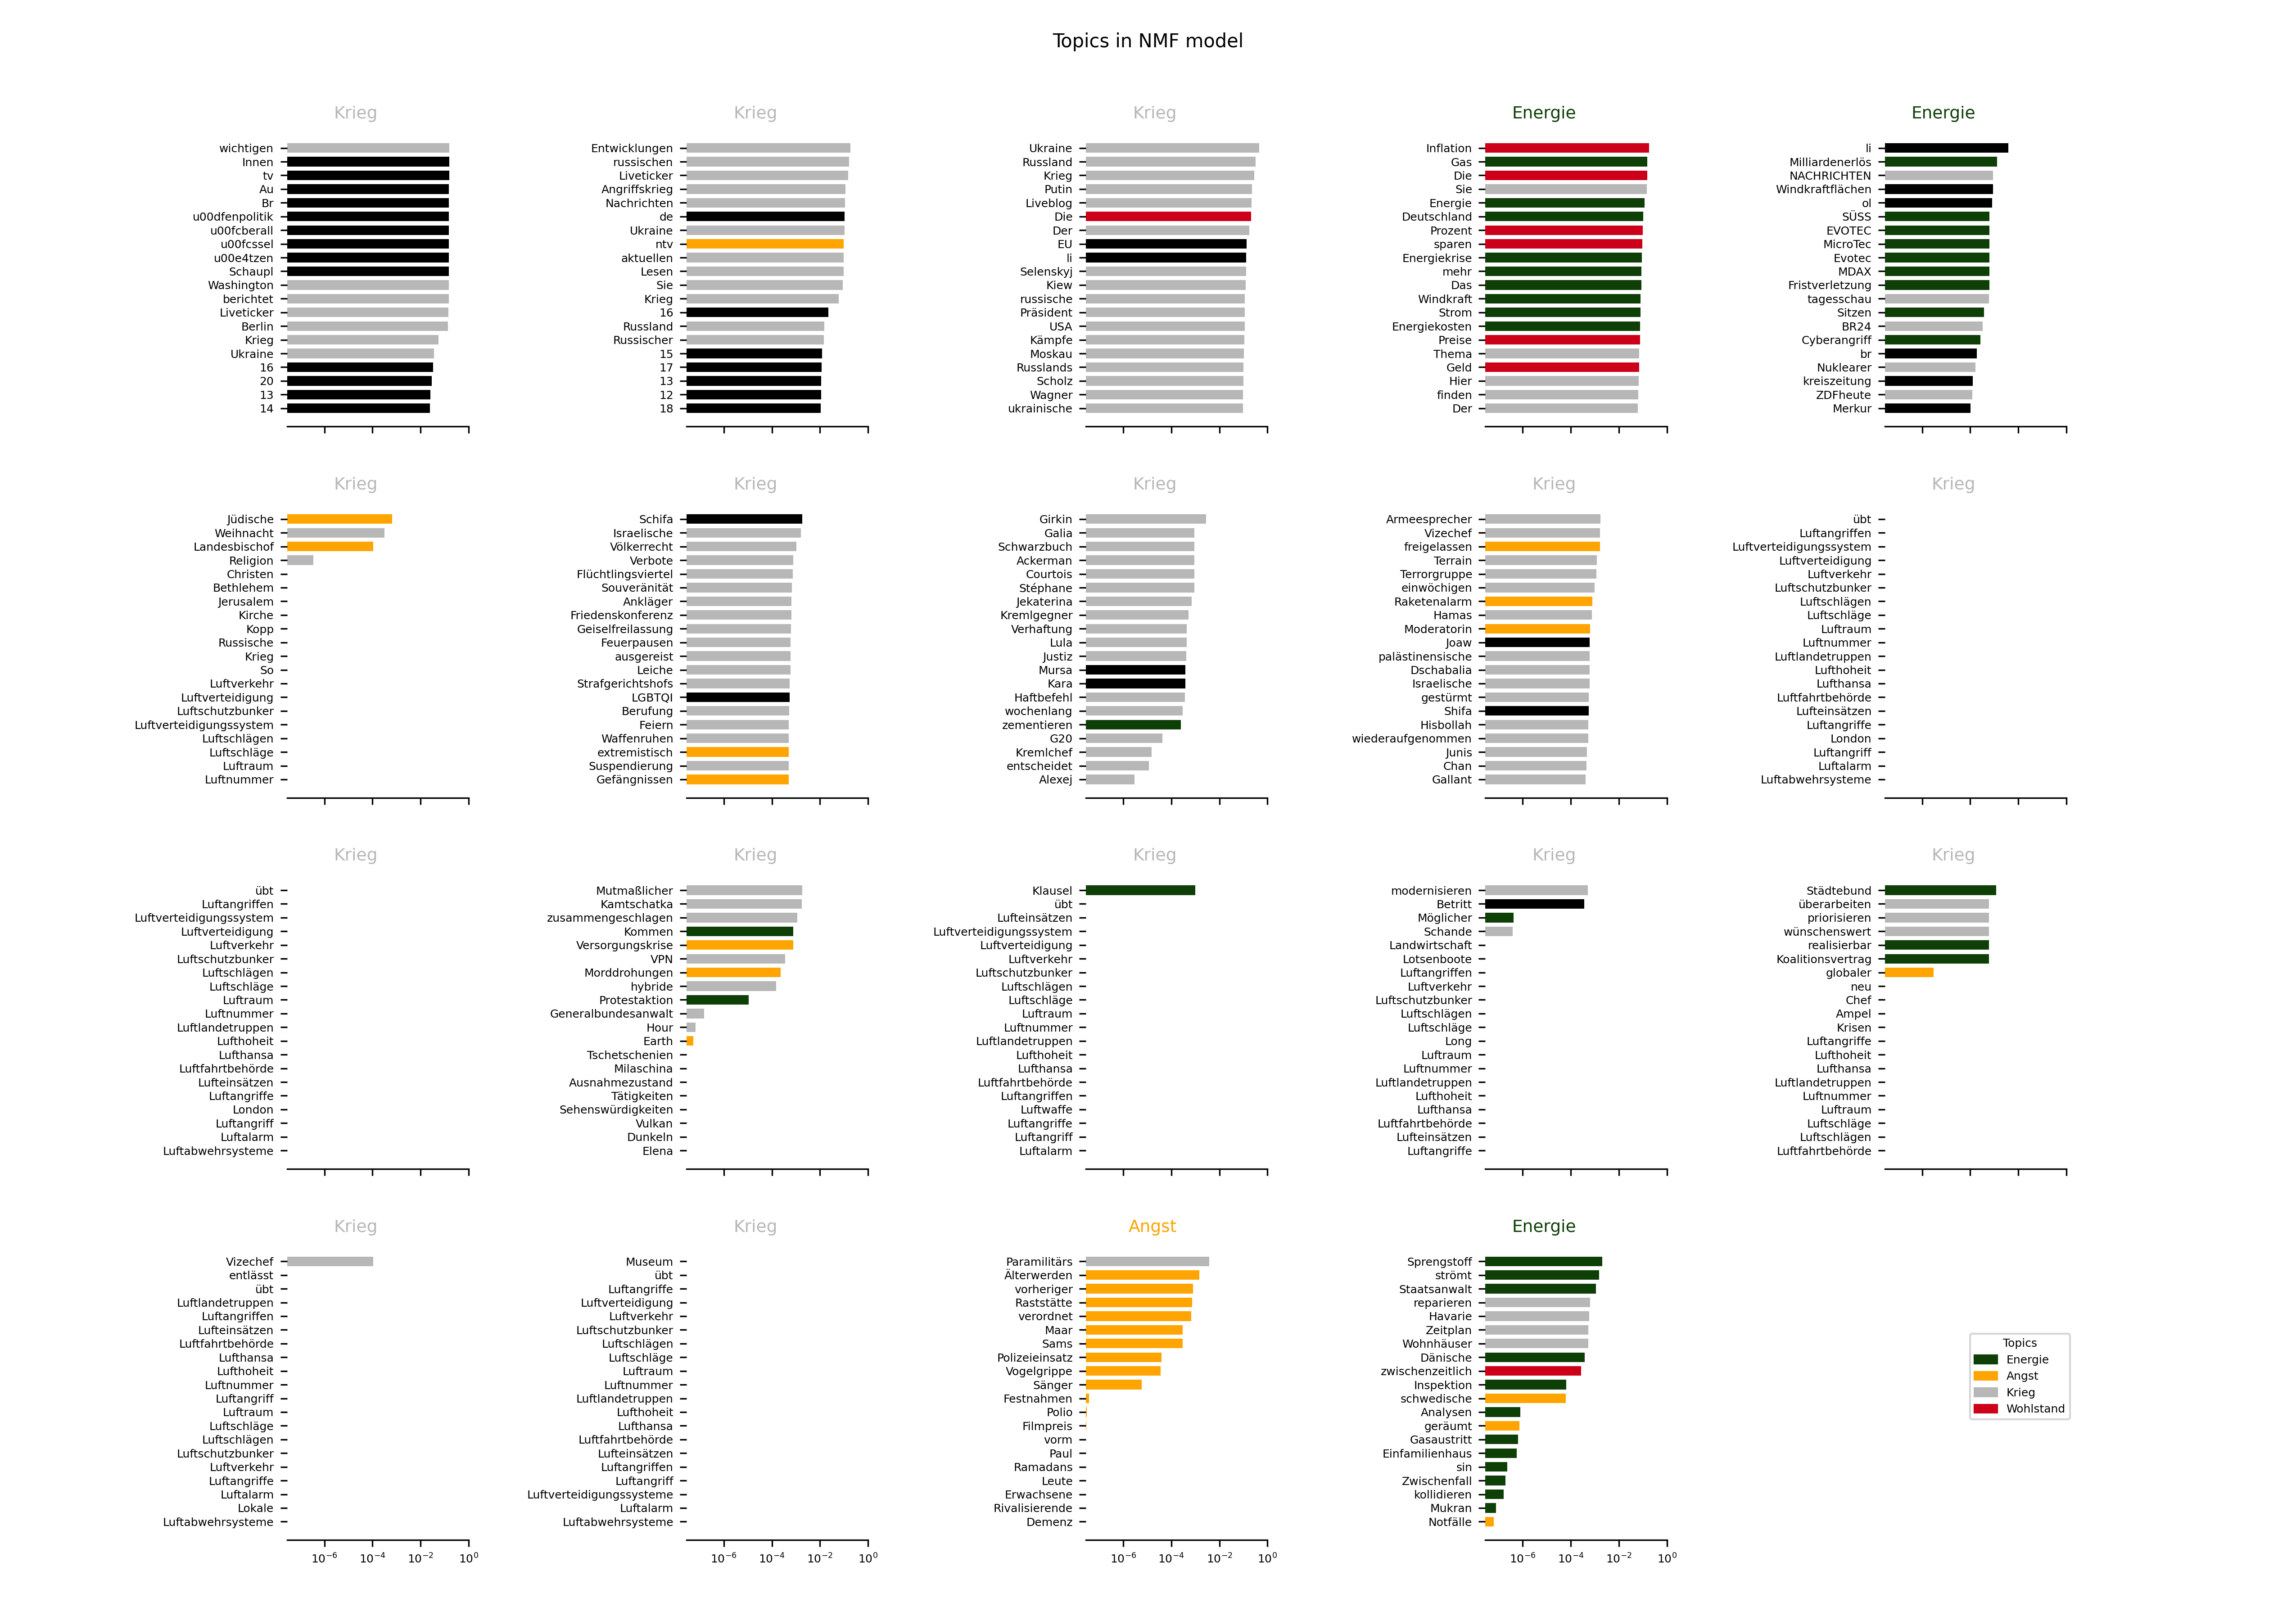 Topics in NMF model
Krieg
wichtigen
Innen
tv
Au
Br
u00dfenpolitik
u00fcberall
u00fcssel
u00e4tzen
Schaupl
Washington
berichtet
Liveticker
Berlin
Krieg
Ukraine
16
20
13
14
Krieg
Entwicklungen
russischen
Liveticker
Angriffskrieg
Nachrichten
de
Ukraine
ntv
aktuellen
Lesen
Sie
Krieg
16
Russland
Russischer
15
17
13
12
18
Krieg
Ukraine
Russland
Krieg
Putin
Liveblog
Die
Der
EU
li
Selenskyj
Kiew
russische
Präsident
USA
Kämpfe
Moskau
Russlands
Scholz
Wagner
ukrainische
Energie
Inflation
Gas
Die
Sie
Energie
Deutschland
Prozent
sparen
Energiekrise
mehr
Das
Windkraft
Strom
Energiekosten
Preise
Thema
Geld
Hier
finden
Der
Energie
li
Milliardenerlös
NACHRICHTEN
Windkraftflächen
ol
SÜSS
EVOTEC
MicroTec
Evotec
MDAX
Fristverletzung
tagesschau
Sitzen
BR24
Cyberangriff
br
Nuklearer
kreiszeitung
ZDFheute
Merkur
Krieg
Jüdische
Weihnacht
Landesbischof
Religion
Christen
Bethlehem
Jerusalem
Kirche
Kopp
Russische
Krieg
So
Luftverkehr
Luftverteidigung
Luftschutzbunker
Luftverteidigungssystem
Luftschlägen
Luftschläge
Luftraum
Luftnummer
Krieg
Schifa
Israelische
Völkerrecht
Verbote
Flüchtlingsviertel
Souveränität
Ankläger
Friedenskonferenz
Geiselfreilassung
Feuerpausen
ausgereist
Leiche
Strafgerichtshofs
LGBTQI
Berufung
Feiern
Waffenruhen
extremistisch
Suspendierung
Gefängnissen
Krieg
Girkin
Galia
Schwarzbuch
Ackerman
Courtois
Stéphane
Jekaterina
Kremlgegner
Verhaftung
Lula
Justiz
Mursa
Kara
Haftbefehl
wochenlang
zementieren
G20
Kremlchef
entscheidet
Alexej
Krieg
Armeesprecher
Vizechef
freigelassen
Terrain
Terrorgruppe
einwöchigen
Raketenalarm
Hamas
Moderatorin
Joaw
palästinensische
Dschabalia
Israelische
gestürmt
Shifa
Hisbollah
wiederaufgenommen
Junis
Chan
Gallant
Krieg
übt
Luftangriffen
Luftverteidigungssystem
Luftverteidigung
Luftverkehr
Luftschutzbunker
Luftschlägen
Luftschläge
Luftraum
Luftnummer
Luftlandetruppen
Lufthoheit
Lufthansa
Luftfahrtbehörde
Lufteinsätzen
Luftangriffe
London
Luftangriff
Luftalarm
Luftabwehrsysteme
Krieg
übt
Luftangriffen
Luftverteidigungssystem
Luftverteidigung
Luftverkehr
Luftschutzbunker
Luftschlägen
Luftschläge
Luftraum
Luftnummer
Luftlandetruppen
Lufthoheit
Lufthansa
Luftfahrtbehörde
Lufteinsätzen
Luftangriffe
London
Luftangriff
Luftalarm
Luftabwehrsysteme
Krieg
Mutmaßlicher
Kamtschatka
zusammengeschlagen
Kommen
Versorgungskrise
VPN
Morddrohungen
hybride
Protestaktion
Generalbundesanwalt
Hour
Earth
Tschetschenien
Milaschina
Ausnahmezustand
Tätigkeiten
Sehenswürdigkeiten
Vulkan
Dunkeln
Elena
Krieg
Klausel
übt
Lufteinsätzen
Luftverteidigungssystem
Luftverteidigung
Luftverkehr
Luftschutzbunker
Luftschlägen
Luftschläge
Luftraum
Luftnummer
Luftlandetruppen
Lufthoheit
Lufthansa
Luftfahrtbehörde
Luftangriffen
Luftwaffe
Luftangriffe
Luftangriff
Luftalarm
Krieg
modernisieren
Betritt
Möglicher
Schande
Landwirtschaft
Lotsenboote
Luftangriffen
Luftverkehr
Luftschutzbunker
Luftschlägen
Luftschläge
Long
Luftraum
Luftnummer
Luftlandetruppen
Lufthoheit
Lufthansa
Luftfahrtbehörde
Lufteinsätzen
Luftangriffe
Krieg
Städtebund
überarbeiten
priorisieren
wünschenswert
realisierbar
Koalitionsvertrag
globaler
neu
Chef
Ampel
Krisen
Luftangriffe
Lufthoheit
Lufthansa
Luftlandetruppen
Luftnummer
Luftraum
Luftschläge
Luftschlägen
Luftfahrtbehörde
Krieg
Vizechef
entlässt
übt
Luftlandetruppen
Luftangriffen
Lufteinsätzen
Luftfahrtbehörde
Lufthansa
Lufthoheit
Luftnummer
Luftangriff
Luftraum
Luftschläge
Luftschlägen
Luftschutzbunker
Luftverkehr
Luftangriffe
Luftalarm
Lokale
Luftabwehrsysteme
10⁻⁶ 10⁻⁴ 10⁻² 10⁰
Krieg
Museum
übt
Luftangriffe
Luftverteidigung
Luftverkehr
Luftschutzbunker
Luftschlägen
Luftschläge
Luftraum
Luftnummer
Luftlandetruppen
Lufthoheit
Lufthansa
Luftfahrtbehörde
Lufteinsätzen
Luftangriffen
Luftangriff
Luftverteidigungssysteme
Luftalarm
Luftabwehrsysteme
10⁻⁶ 10⁻⁴ 10⁻² 10⁰
Angst
Paramilitärs
Älterwerden
vorheriger
Raststätte
verordnet
Maar
Sams
Polizeieinsatz
Vogelgrippe
Sänger
Festnahmen
Polio
Filmpreis
vorm
Paul
Ramadans
Leute
Erwachsene
Rivalisierende
Demenz
10⁻⁶ 10⁻⁴ 10⁻² 10⁰
Energie
Sprengstoff
strömt
Staatsanwalt
reparieren
Havarie
Zeitplan
Wohnhäuser
Dänische
zwischenzeitlich
Inspektion
schwedische
Analysen
geräumt
Gasaustritt
Einfamilienhaus
sin
Zwischenfall
kollidieren
Mukran
Notfälle
10⁻⁶ 10⁻⁴ 10⁻² 10⁰
Topics
Energie
Angst
Krieg
Wohlstand